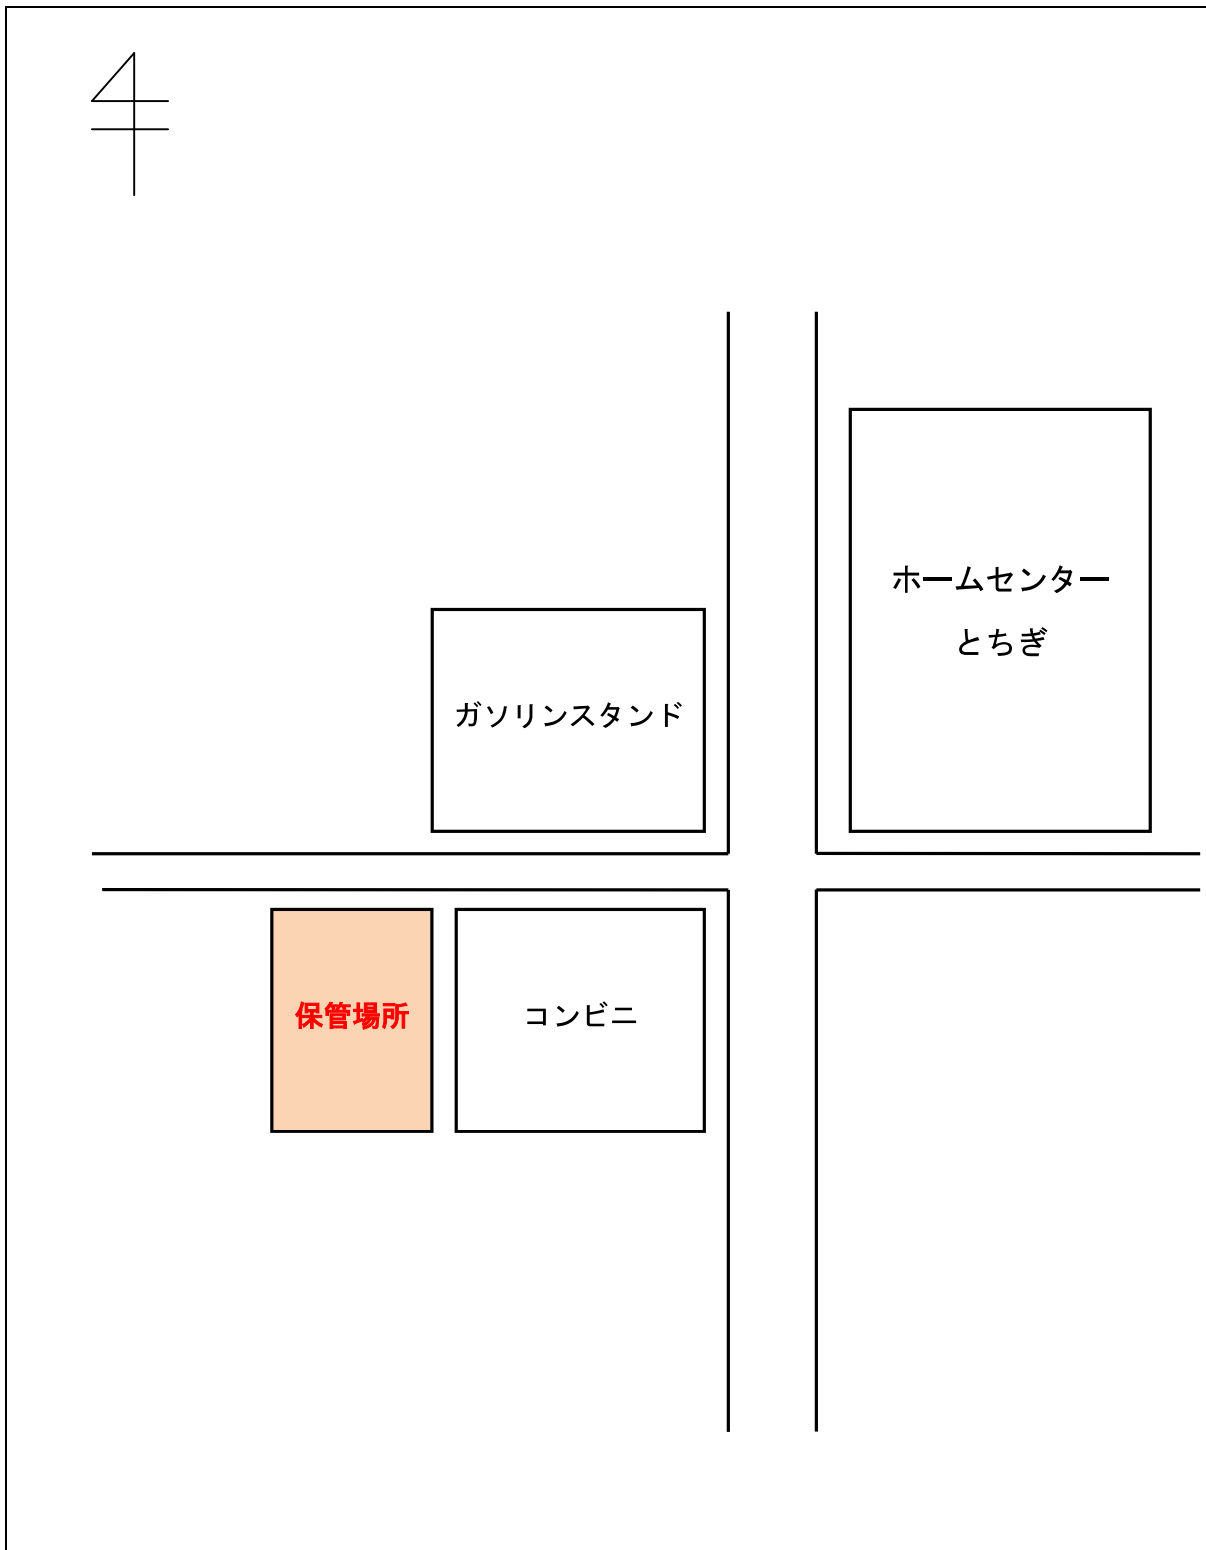 ホームセンター
とちぎ
ガソリンスタンド
保管場所
コンビニ